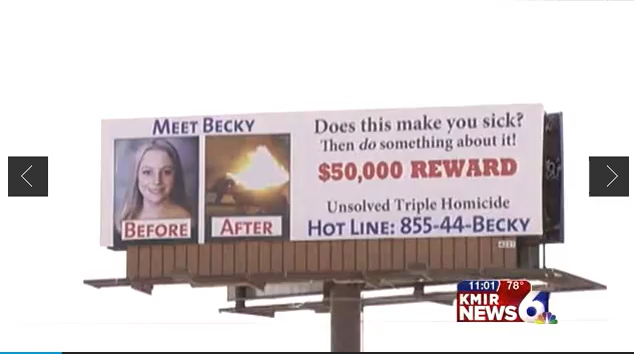 MEET BECKY
BEFORE
AFTER
Does this make you sick?
Then do something about it!
$50,000 REWARD
Unsolved Triple Homicide
HOT LINE: 855-44-BECKY
4221
11:01 78°
KMIR
NEWS 6